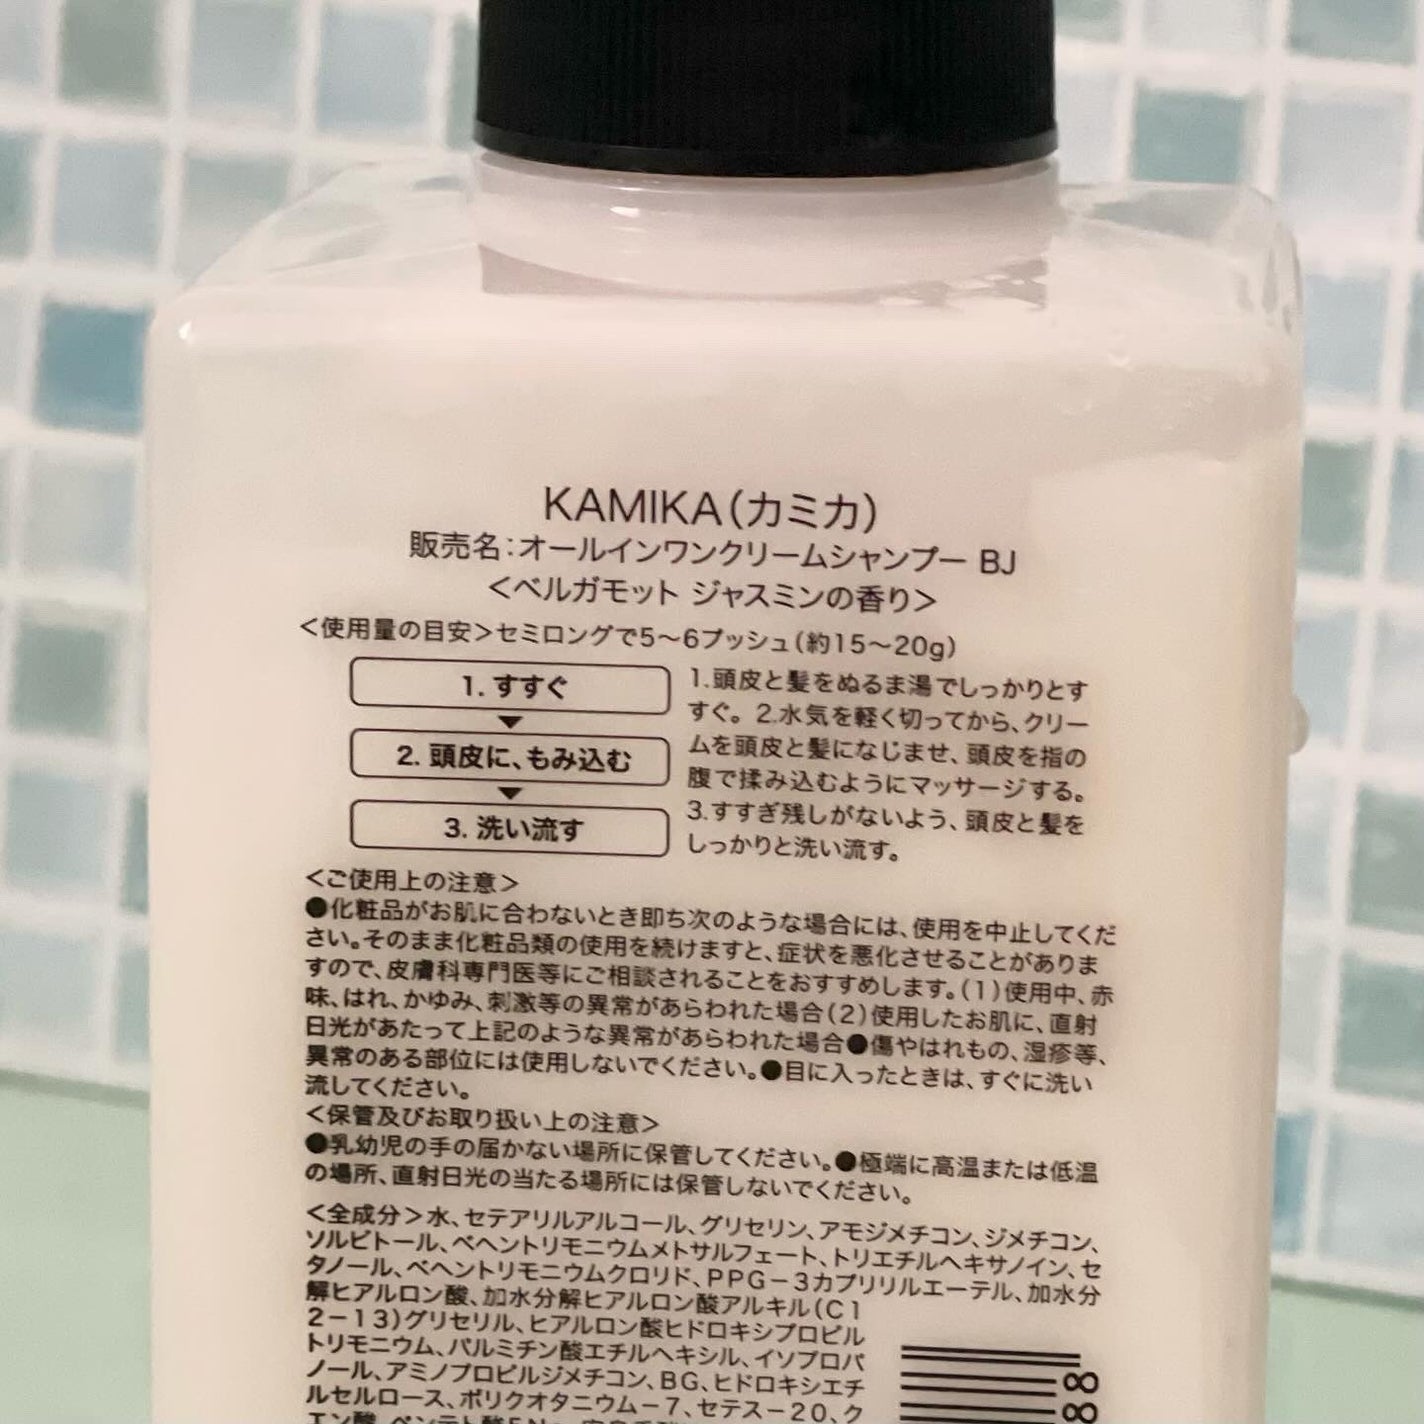 KAMIKA(カミカ)
販売名:オールインワンクリームシャンプー BJ
<ベルガモット ジャスミンの香り>
<使用量の目安>セミロングで5〜6プッシュ(約15〜20g)
1. すすぐ
2. 頭皮に、もみ込む
3. 洗い流す
1.頭皮と髪をぬるま湯でしっかりとす
すぐ。2.水気を軽く切ってから、クリー
ムを頭皮と髪になじませ、頭皮を指の
腹で揉み込むようにマッサージする。
3.すすぎ残しがないよう、頭皮と髪を
しっかりと洗い流す。
<ご使用上の注意>
●化粧品がお肌に合わないとき即ち次のような場合には、使用を中止してくだ
さい。そのまま化粧品類の使用を続けますと、症状を悪化させることがありま
すので、皮膚科専門医等にご相談されることをおすすめします。(1)使用中、赤
味、はれ、かゆみ、刺激等の異常があらわれた場合(2)使用したお肌に、直射
日光があたって上記のような異常があらわれた場合●傷やはれもの、湿疹等、
異常のある部位には使用しないでください。●目に入ったときは、すぐに洗い
流してください。
<保管及びお取り扱い上の注意>
●乳幼児の手の届かない場所に保管してください。●極端に高温または低温
の場所、直射日光の当たる場所には保管しないでください。
<全成分>水、セテアリルアルコール、グリセリン、アモジメチコン、ジメチコン、
ソルビトール、ベヘントリモニウムメトサルフェート、トリエチルヘキサノイン、セ
タノール、ベヘントリモニウムクロリド、PPG-3カプリリルエーテル、加水分
解ヒアルロン酸、加水分解ヒアルロン酸アルキル(C1
2-13)グリセリル、ヒアルロン酸ヒドロキシプロピル
トリモニウム、パルミチン酸エチルヘキシル、イソプロパ
ノール、アミノプロピルジメチコン、BG、ヒドロキシエチ
ルセルロース、ポリクオタニウム-7、セテス-20、ク
エン酸、ペンテト酸5Na、
8
8